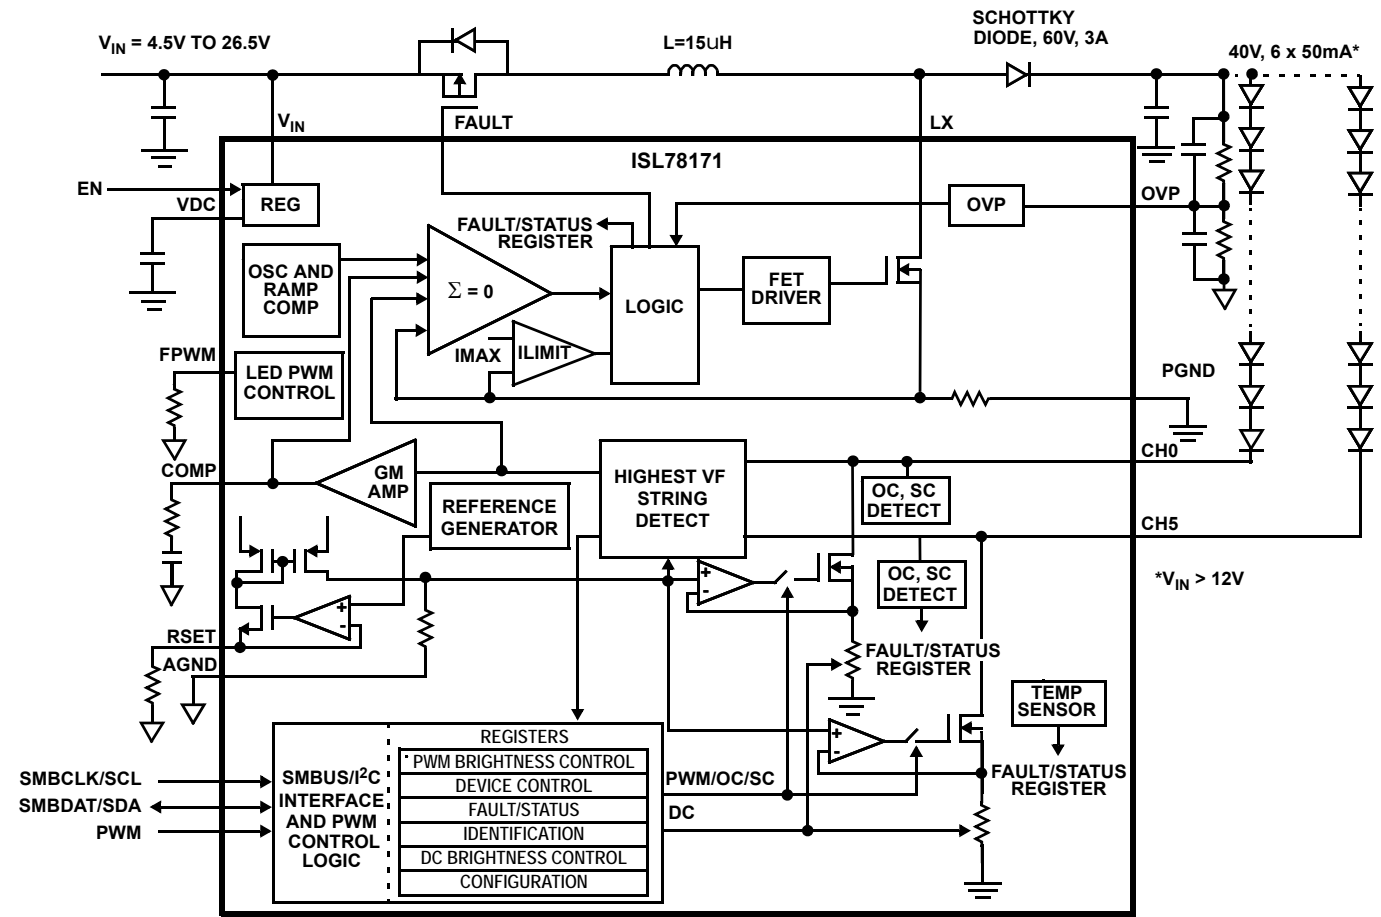 SCHOTTKY
DIODE, 60V, 3A
VIN = 4.5V TO 26.5V
L=15uH
40V, 6 x 50mA*
VIN
FAULT
LX
ISL78171
EN
VDC
REG
OVP
OVP
FAULT/STATUS
REGISTER
OSC AND
RAMP
COMP
Σ = 0
LOGIC
FET
DRIVER
IMAX
ILIMIT
FPWM
LED PWM
CONTROL
PGND
COMP
GM
AMP
HIGHEST VF
STRING
DETECT
CH0
OC, SC
DETECT
REFERENCE
GENERATOR
CH5
+
-
OC, SC
DETECT
*VIN > 12V
+
-
RSET
AGND
FAULT/STATUS
REGISTER
TEMP
SENSOR
+
-
FAULT/STATUS
REGISTER
REGISTERS
PWM BRIGHTNESS CONTROL
DEVICE CONTROL
FAULT/STATUS
IDENTIFICATION
DC BRIGHTNESS CONTROL
CONFIGURATION
SMBUS/I2C
INTERFACE
AND PWM
CONTROL
LOGIC
PWM/OC/SC
DC
SMBCLK/SCL
SMBDAT/SDA
PWM